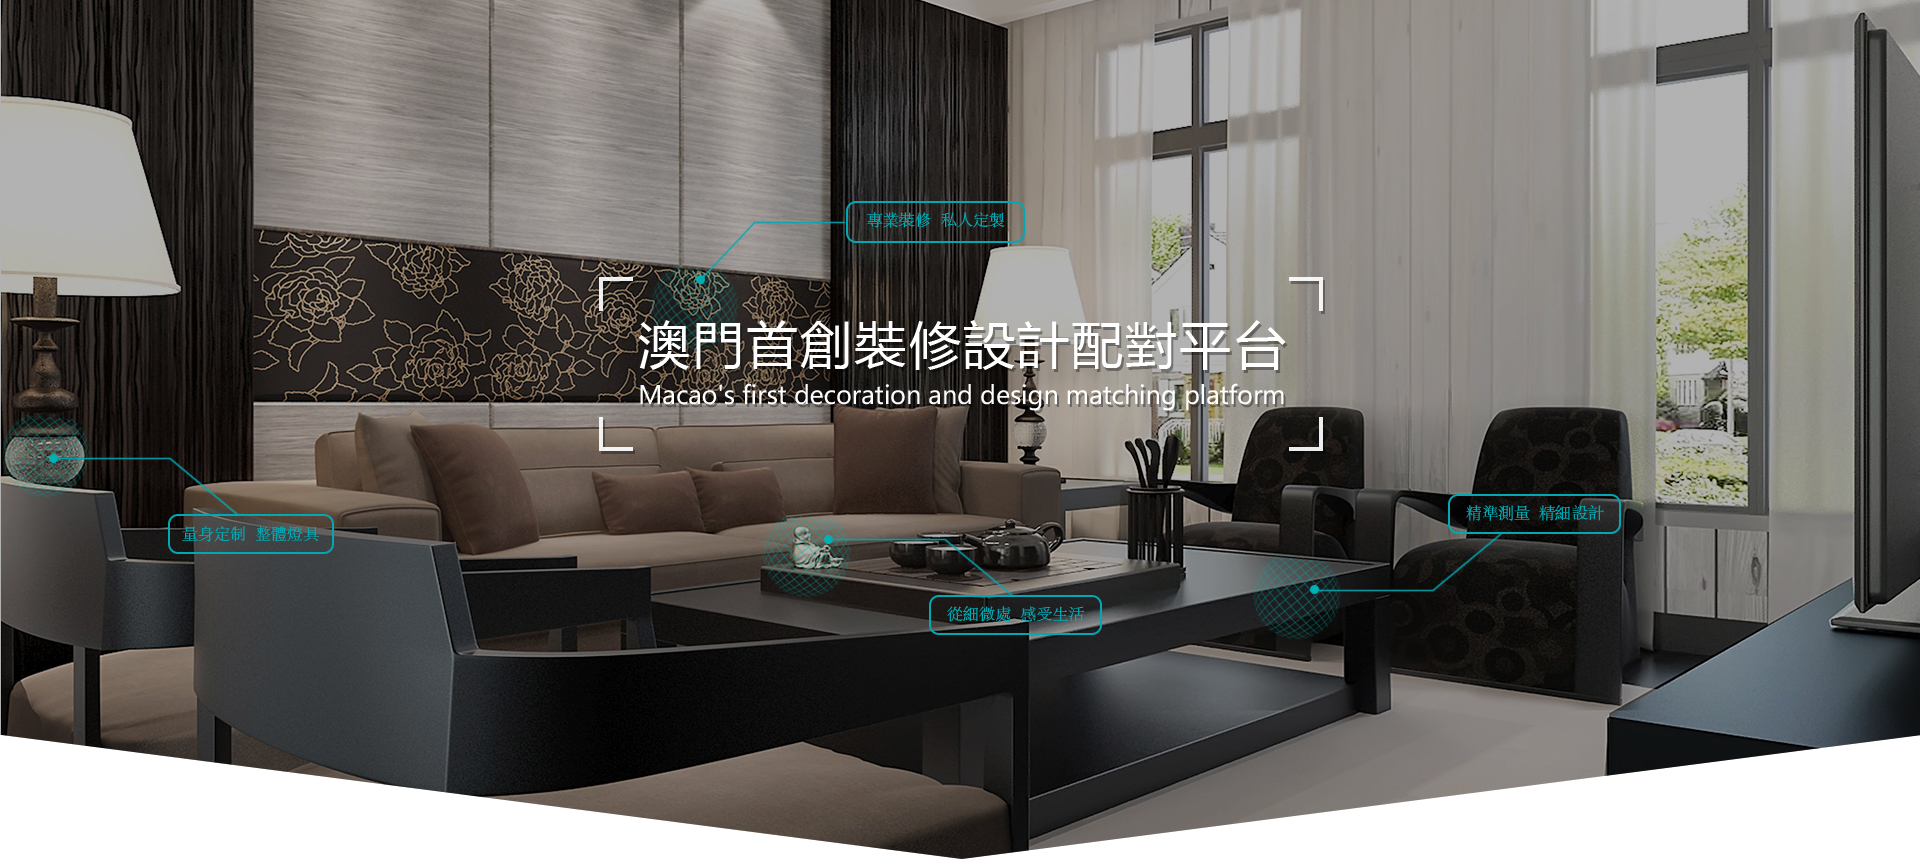 專業裝修 私人定製
澳門首創裝修設計配對平台
Macao's first decoration and design matching platform
量身定制 整體燈具
精準測量 精細設計
從細微處 感受生活